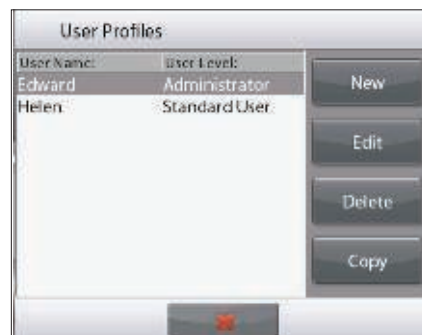 User Profiles
User Name: User Level:
Edward Administrator
Helen Standard User
New
Edit
Delete
Copy